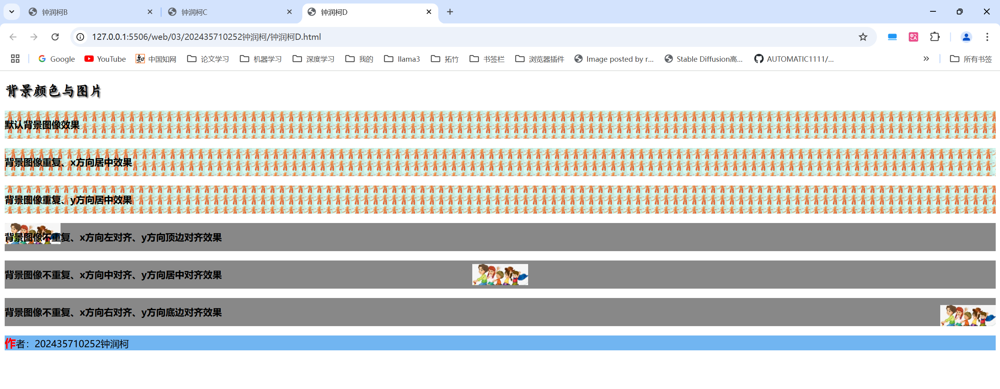 钟润柯B
钟润柯C
钟润柯D
127.0.0.1:5506/web/03/202435710252钟润柯/钟润柯D.html
Google YouTube 中国知网 论文学习 机器学习 深度学习 我的 llama3 拓竹 书签栏 浏览器插件 Image posted by r... Stable Diffusion高... AUTOMATIC1111/... 所有书签
背景颜色与图片
默认背景图像效果
背景图像重复、x方向居中效果
背景图像重复、y方向居中效果
背景图像不重复、x方向左对齐、y方向顶边对齐效果
背景图像不重复、x方向中对齐、y方向居中对齐效果
背景图像不重复、x方向右对齐、y方向底边对齐效果
作者：202435710252钟润柯